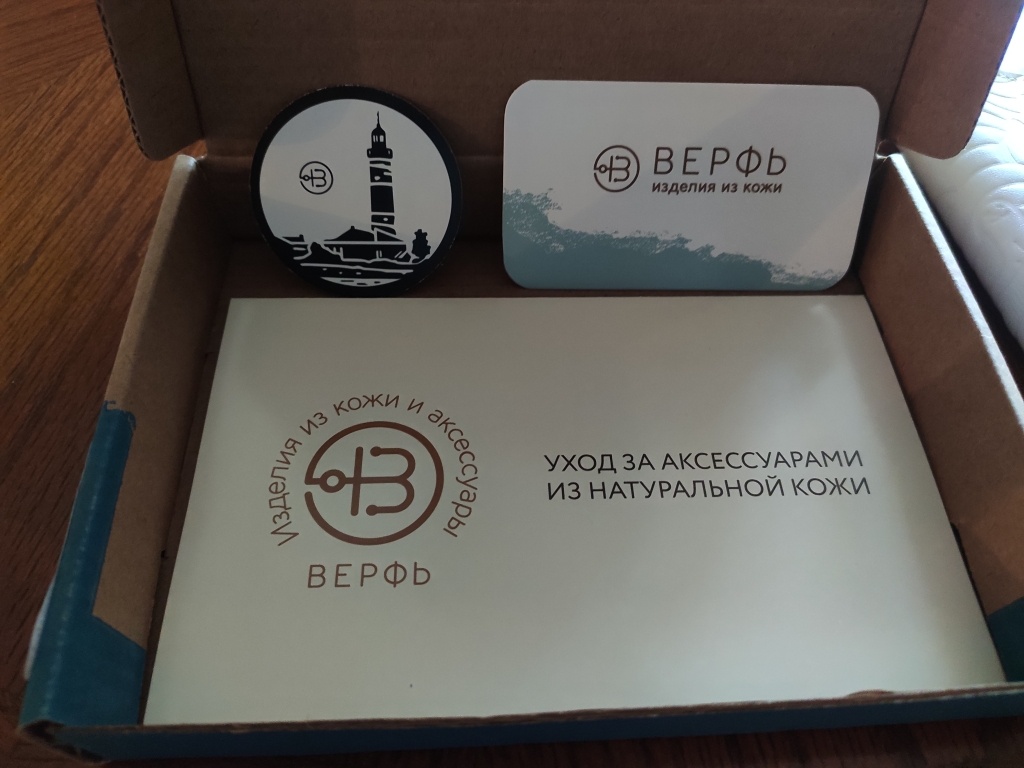 ВЕРФЬ
изделия из кожи
Изделия из кожи и аксессуары
ВЕРФЬ
УХОД ЗА АКСЕССУАРАМИ
ИЗ НАТУРАЛЬНОЙ КОЖИ